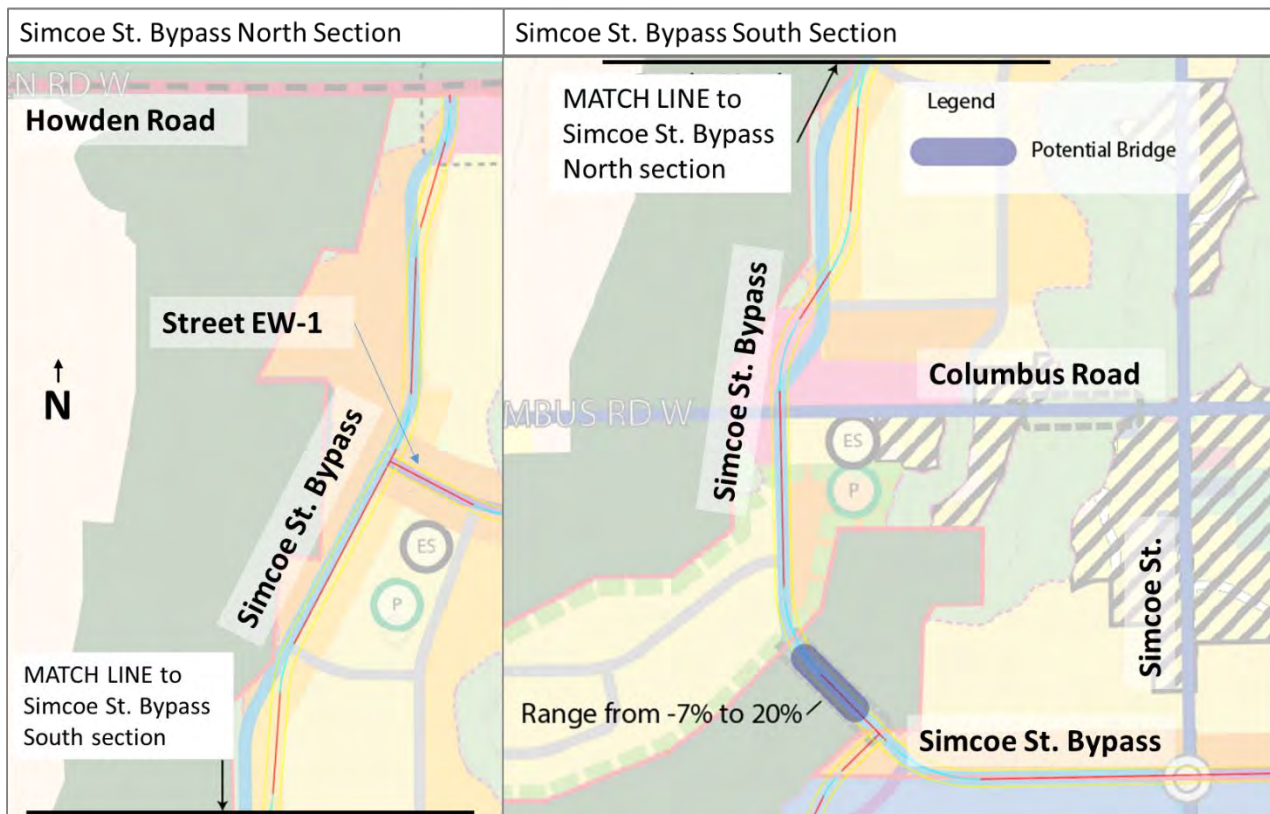 Simcoe St. Bypass North Section
Simcoe St. Bypass South Section
N RD W
Howden Road
Street EW-1
N
Simcoe St. Bypass
ES
P
MATCH LINE to
Simcoe St. Bypass
South section
MATCH LINE to
Simcoe St. Bypass
North section
Legend
Potential Bridge
Simcoe St. Bypass
Columbus Road
MBUS RD W
ES
P
Simcoe St.
Range from -7% to 20%
Simcoe St. Bypass